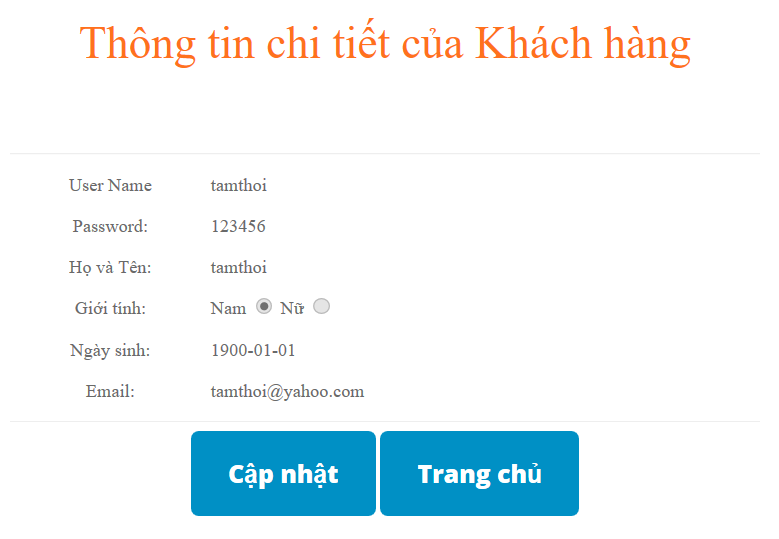 Thông tin chi tiết của Khách hàng
User Name tamthoi
Password: 123456
Họ và Tên: tamthoi
Giới tính: Nam Nữ
Ngày sinh: 1900-01-01
Email: tamthoi@yahoo.com
Cập nhật Trang chủ